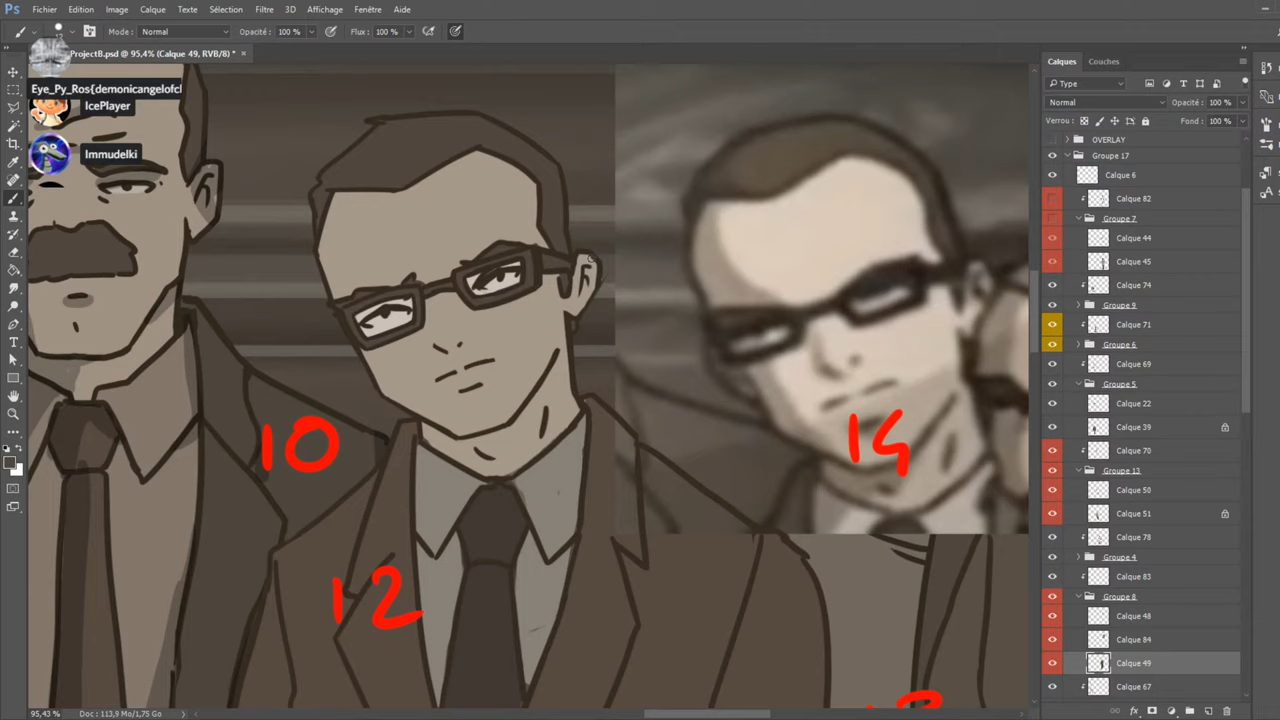 Ps Fichier Edition Image Calque Texte Sélection Filtre 3D Affichage Fenêtre Aide
Mode : Normal Opacité : 100 % Flux : 100 %
ProjectB.psd @ 95,4% (Calque 49, RVB/8) * ×
Eye_Py_Ros{demonicangelofcl
IcePlayer
Immudelki
10
12
14
95,43 % Doc : 113,9 Mo/1,75 Go
Calques Couches
Type
Normal Opacité : 100 %
Verrou : Fond : 100 %
OVERLAY
Groupe 17
Calque 6
Calque 82
Groupe 7
Calque 44
Calque 45
Calque 74
Groupe 9
Calque 71
Groupe 6
Calque 69
Groupe 5
Calque 22
Calque 39
Calque 70
Groupe 13
Calque 50
Calque 51
Calque 78
Groupe 4
Calque 83
Groupe 8
Calque 48
Calque 84
Calque 49
Calque 67
fx